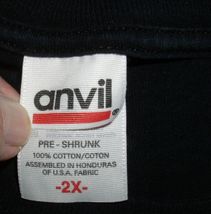 anvil
PRE - SHRUNK
100% COTTON/COTON
ASSEMBLED IN HONDURAS
OF U.S.A. FABRIC
-2X-